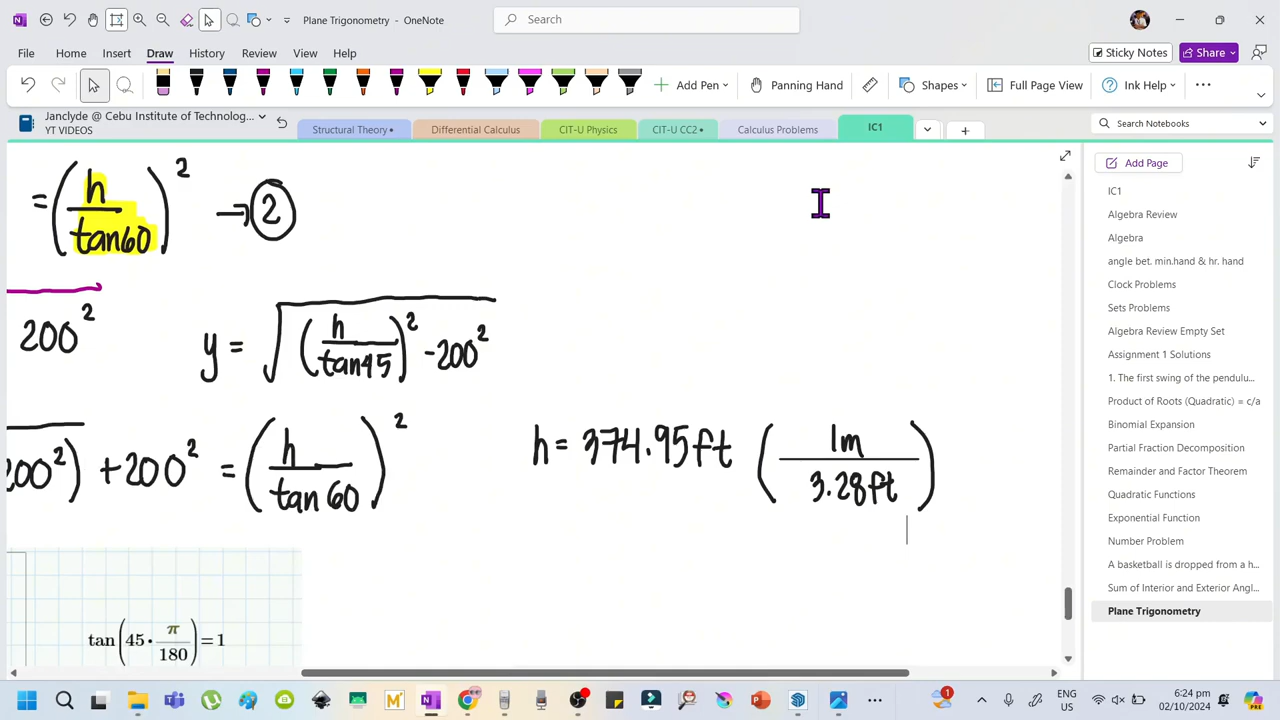 Plane Trigonometry - OneNote
Search
File Home Insert Draw History Review View Help
Sticky Notes
Share
Add Pen
Panning Hand
Shapes
Full Page View
Ink Help
Janclyde @ Cebu Institute of Technolog...
YT VIDEOS
Structural Theory
Differential Calculus
CIT-U Physics
CIT-U CC2
Calculus Problems
IC1
Search Notebooks
Add Page
IC1
Algebra Review
Algebra
angle bet. min.hand & hr. hand
Clock Problems
Sets Problems
Algebra Review Empty Set
Assignment 1 Solutions
1. The first swing of the pendulu...
Product of Roots (Quadratic) = c/a
Binomial Expansion
Partial Fraction Decomposition
Remainder and Factor Theorem
Quadratic Functions
Exponential Function
Number Problem
A basketball is dropped from a h...
Sum of Interior and Exterior Angl...
Plane Trigonometry
= (h / tan60)² → 2
200²
y = √((h / tan45)² - 200²)
200²) + 200² = (h / tan 60)²
h = 374.95ft (1m / 3.28ft)
tan(45 · π / 180) = 1
1
ENG
US
6:24 pm
02/10/2024